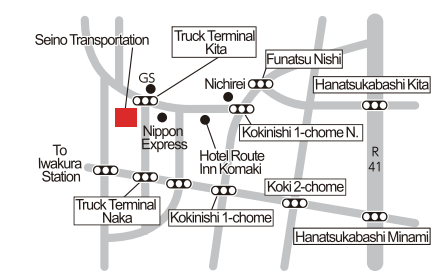 Seino Transportation
Truck Terminal
Kita
Funatsu Nishi
GS
Nichirei
Hanatsukabashi Kita
Nippon
Express
Kokinishi 1-chome N.
To
Iwakura
Station
Hotel Route
Inn Komaki
R
41
Koki 2-chome
Truck Terminal
Naka
Kokinishi 1-chome
Hanatsukabashi Minami